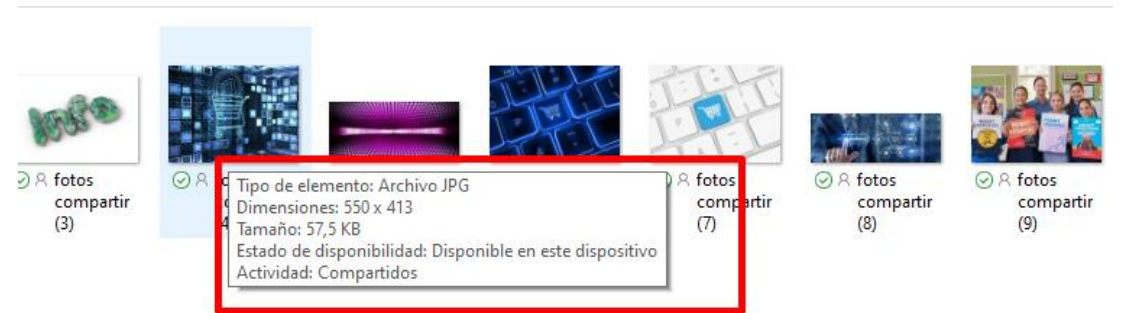 fotos
compartir
(3)
Tipo de elemento: Archivo JPG
Dimensiones: 550 x 413
Tamaño: 57,5 KB
Estado de disponibilidad: Disponible en este dispositivo
Actividad: Compartidos
fotos
compartir
(7)
fotos
compartir
(8)
fotos
compartir
(9)